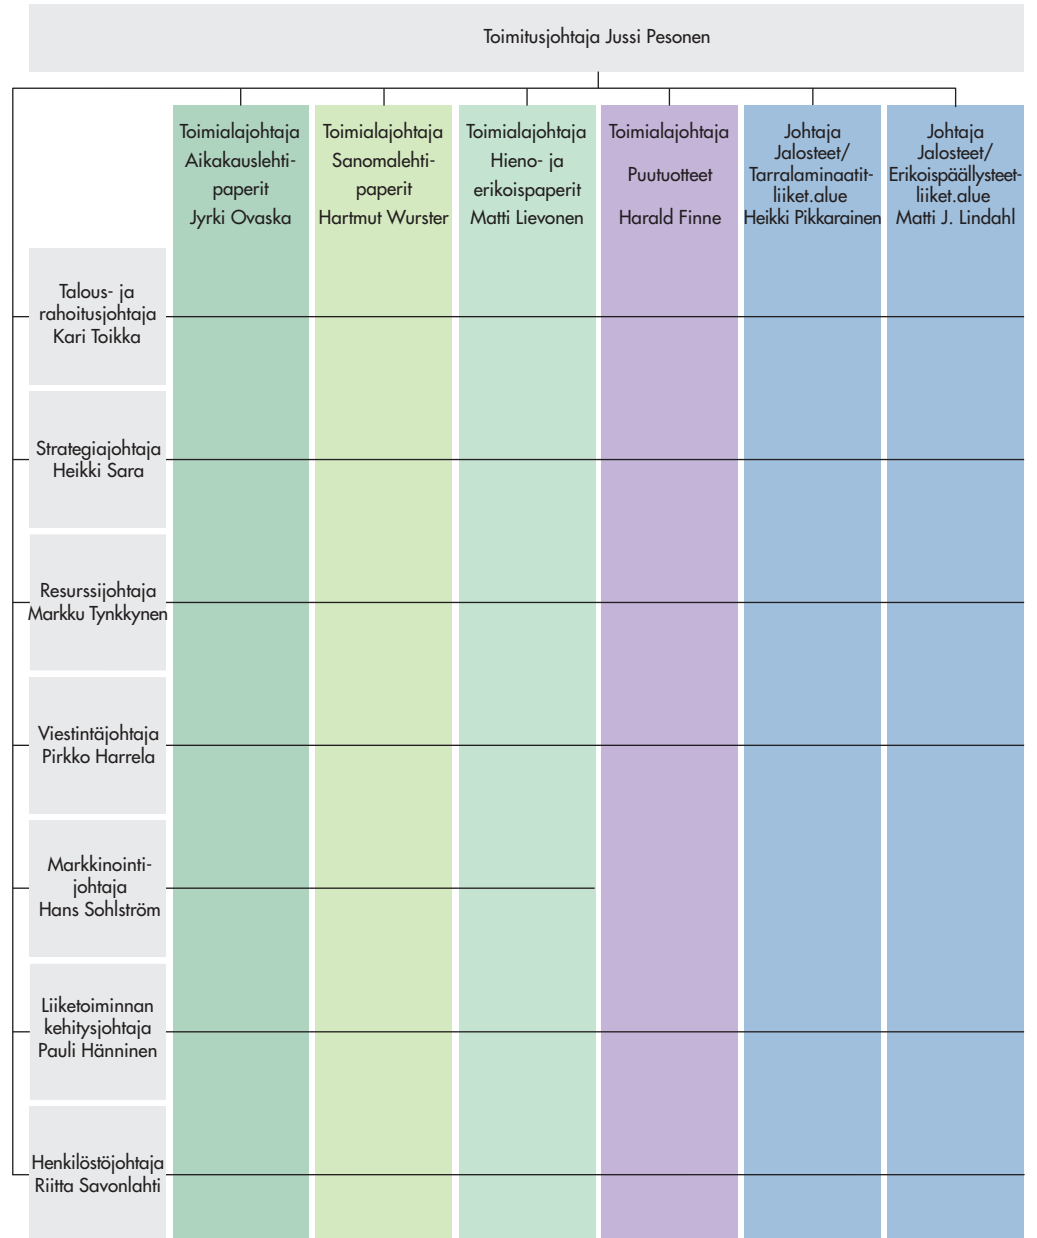 Toimitusjohtaja Jussi Pesonen
Toimialajohtaja
Aikakauslehti-
paperit
Jyrki Ovaska
Toimialajohtaja
Sanomalehti-
paperit
Hartmut Wurster
Toimialajohtaja
Hieno- ja
erikoispaperit
Matti Lievonen
Toimialajohtaja
Puutuotteet
Harald Finne
Johtaja
Jalosteet/
Tarralaminaatit-
liiket.alue
Heikki Pikkarainen
Johtaja
Jalosteet/
Erikoispäällysteet-
liiket.alue
Matti J. Lindahl
Talous- ja
rahoitusjohtaja
Kari Toikka
Strategiajohtaja
Heikki Sara
Resurssijohtaja
Markku Tynkkynen
Viestintäjohtaja
Pirkko Harrela
Markkinointi-
johtaja
Hans Sohlström
Liiketoiminnan
kehitysjohtaja
Pauli Hänninen
Henkilöstöjohtaja
Riitta Savonlahti